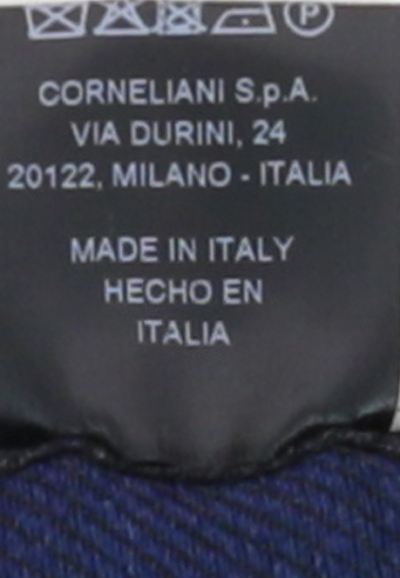 P
CORNELIANI S.p.A.
VIA DURINI, 24
20122, MILANO - ITALIA
MADE IN ITALY
HECHO EN
ITALIA